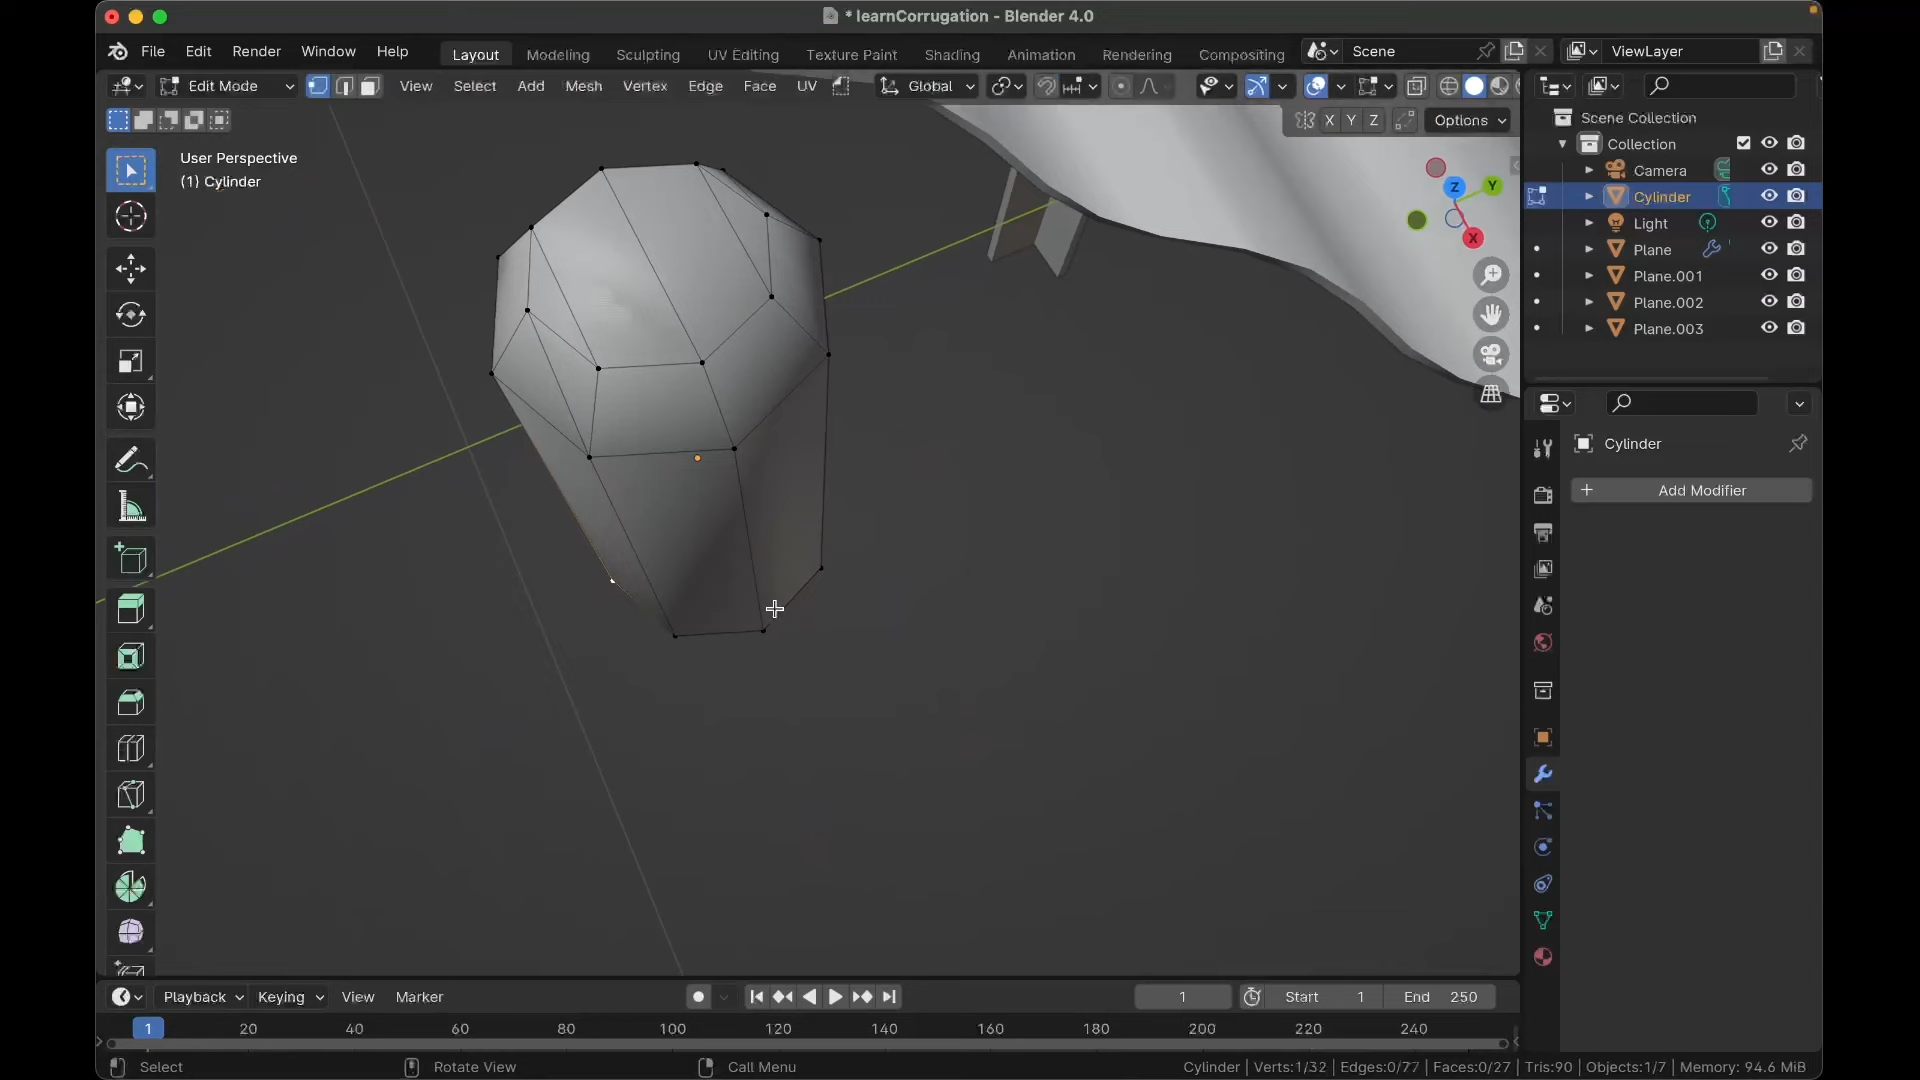 * learnCorrugation - Blender 4.0
File Edit Render Window Help Layout Modeling Sculpting UV Editing Texture Paint Shading Animation Rendering Compositing Scene ViewLayer
Edit Mode View Select Add Mesh Vertex Edge Face UV Global
X Y Z Options
User Perspective
(1) Cylinder
Z Y X
Scene Collection
Collection
Camera
Cylinder
Light
Plane
Plane.001
Plane.002
Plane.003
Cylinder
+ Add Modifier
Playback Keying View Marker 1 Start 1 End 250
1 20 40 60 80 100 120 140 160 180 200 220 240
Select Rotate View Call Menu Cylinder | Verts:1/32 | Edges:0/77 | Faces:0/27 | Tris:90 | Objects:1/7 | Memory: 94.6 MiB